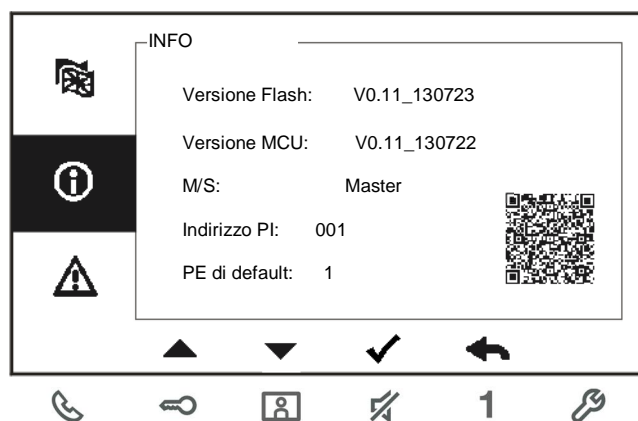 INFO
Versione Flash: V0.11_130723
Versione MCU: V0.11_130722
M/S: Master
Indirizzo PI: 001
PE di default: 1
1